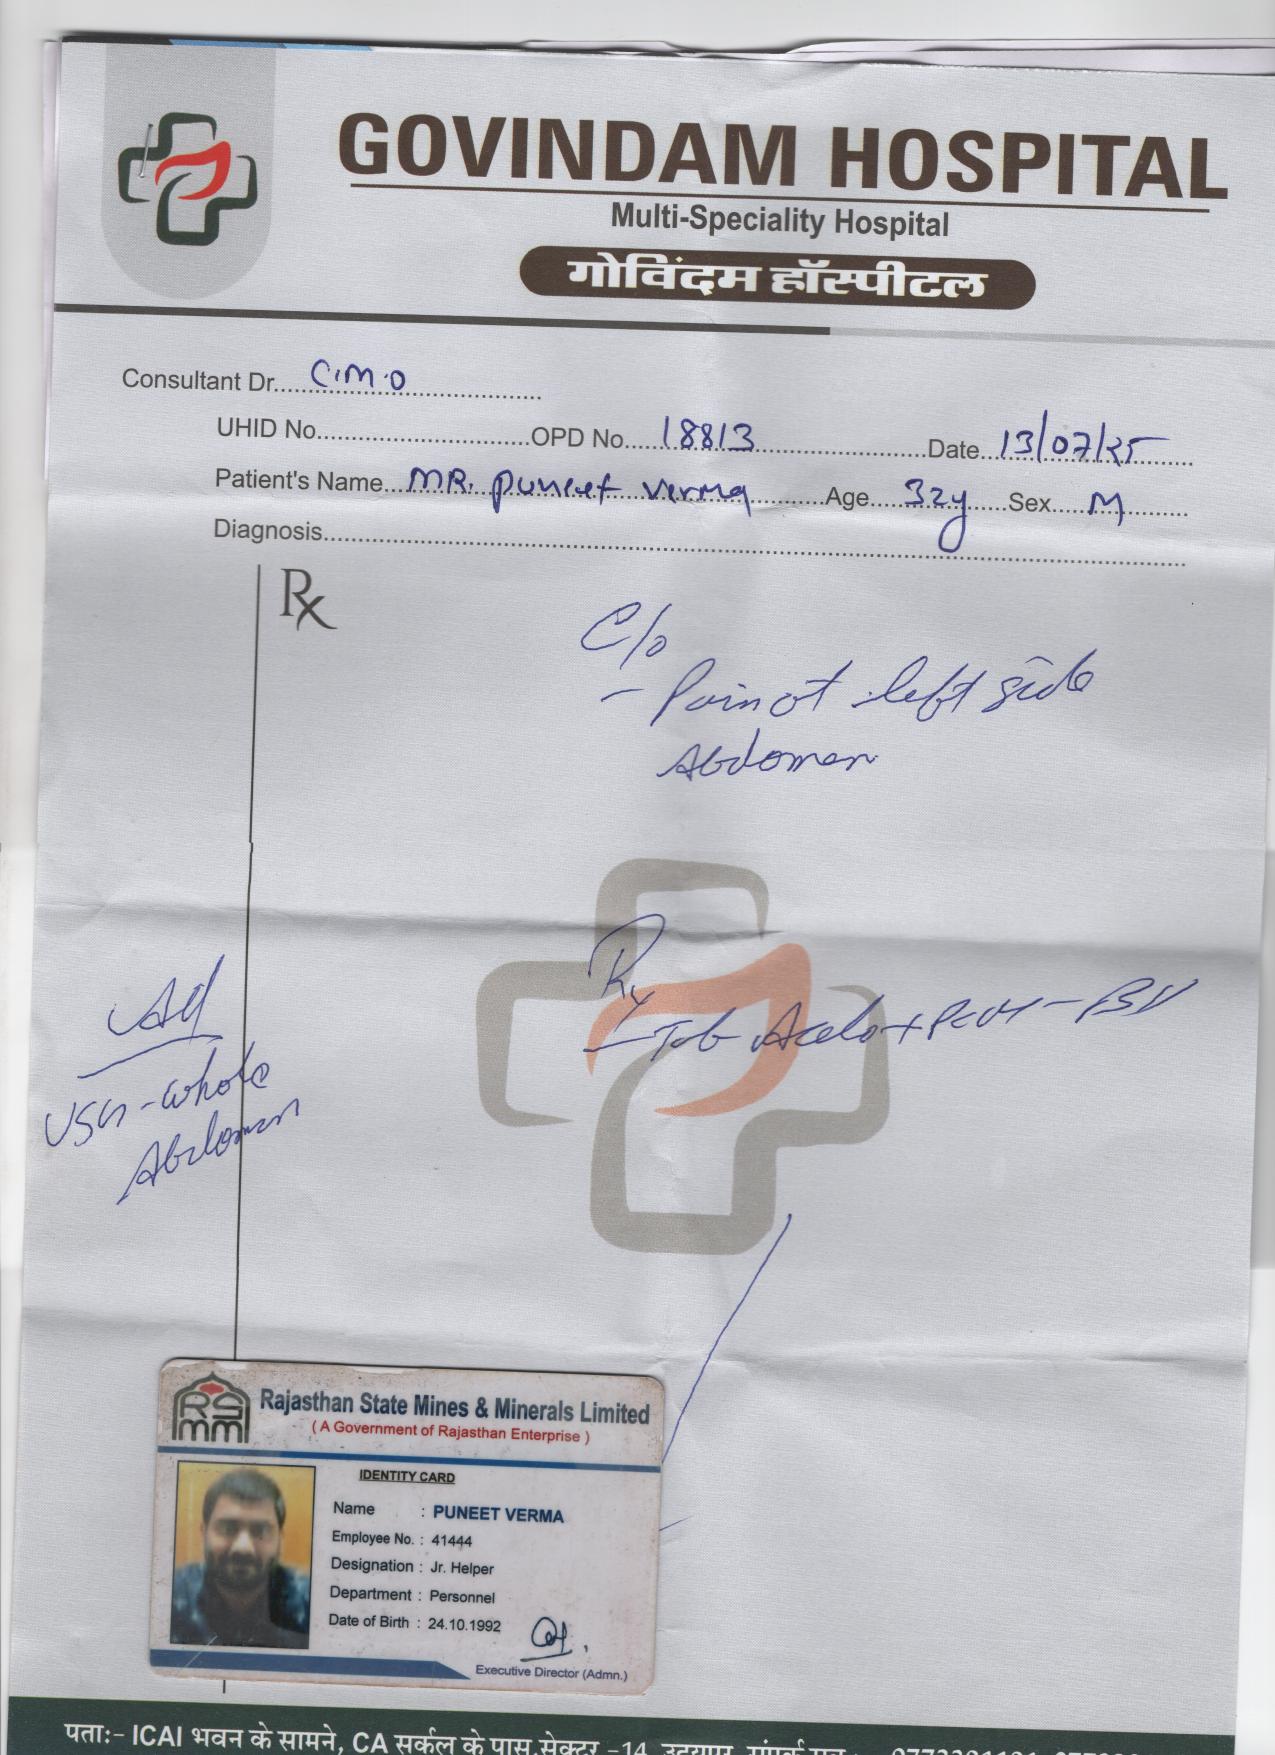 GOVINDAM HOSPITAL
Multi-Speciality Hospital
गोविंदम हॉस्पीटल
Consultant Dr.... C.M.O
UHID No.... OPD No.... 18813 Date 13/07/25
Patient's Name... MR. Puneet Verma Age... 32y Sex... M
Diagnosis...
Rx
C/o
- Pain at left side
Abdomen
Rx
- Tab
Ad
USG - whole
Abdomen
RSMML
Rajasthan State Mines & Minerals Limited
( A Government of Rajasthan Enterprise )
IDENTITY CARD
Name : PUNEET VERMA
Employee No. : 41444
Designation : Jr. Helper
Department : Personnel
Date of Birth : 24.10.1992
Executive Director (Admn.)
पताः- ICAI भवन के सामने, CA सर्कल के पास, सेक्टर -14, उदयपुर,